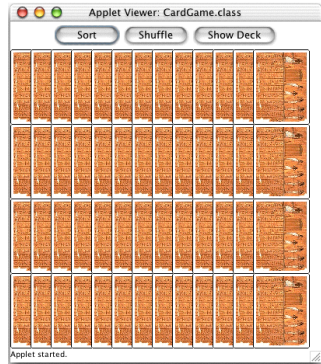 Applet Viewer: CardGame.class
Sort Shuffle Show Deck
Applet started.